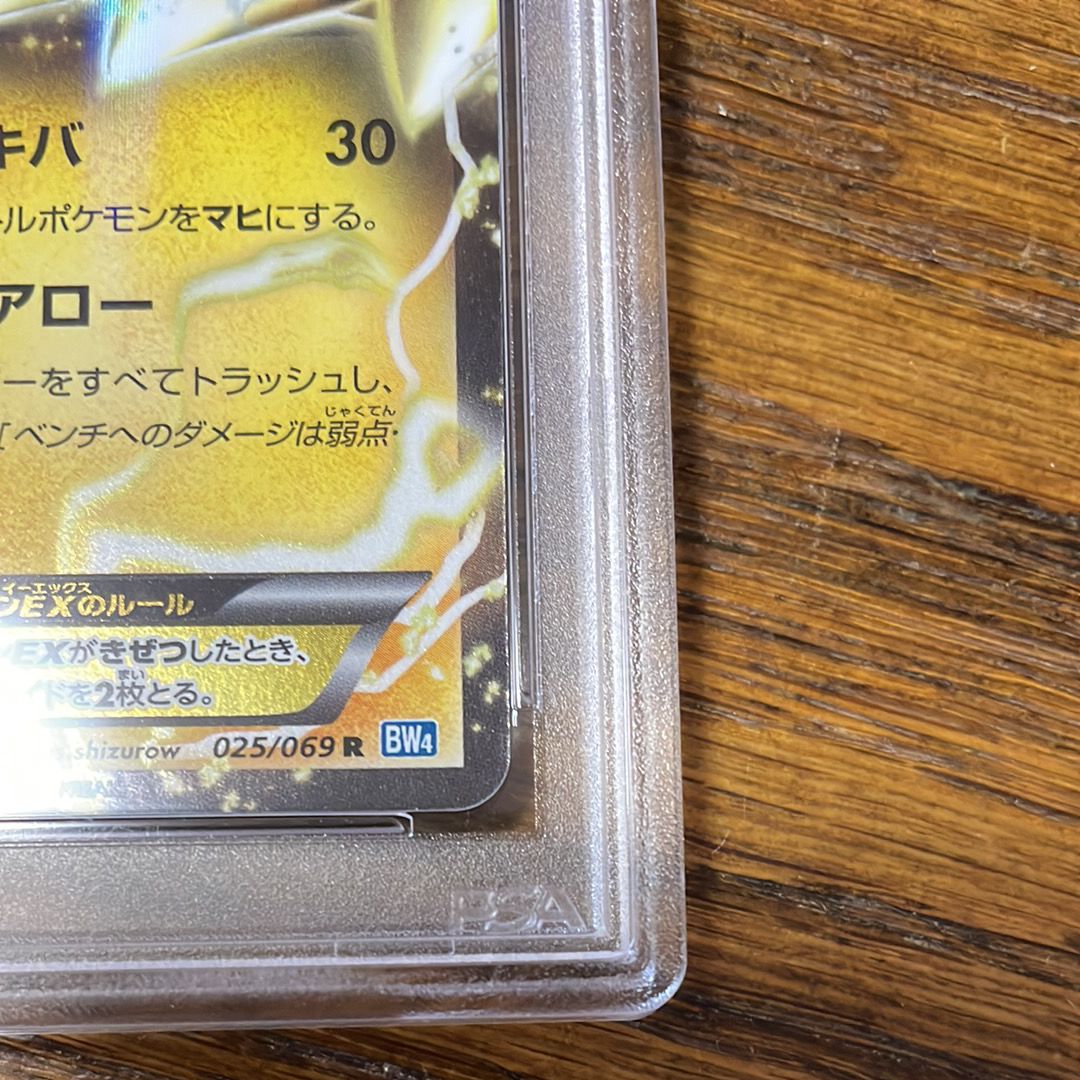 キバ 30
ルポケモンをマヒにする。
アロー
ーをすべてトラッシュし、
じゃくてん
[ベンチへのダメージは弱点・
イーエックス
ンEXのルール
EXがきぜつしたとき、
まい
ドを2枚とる。
shizurow 025/069 R BW4
PSA